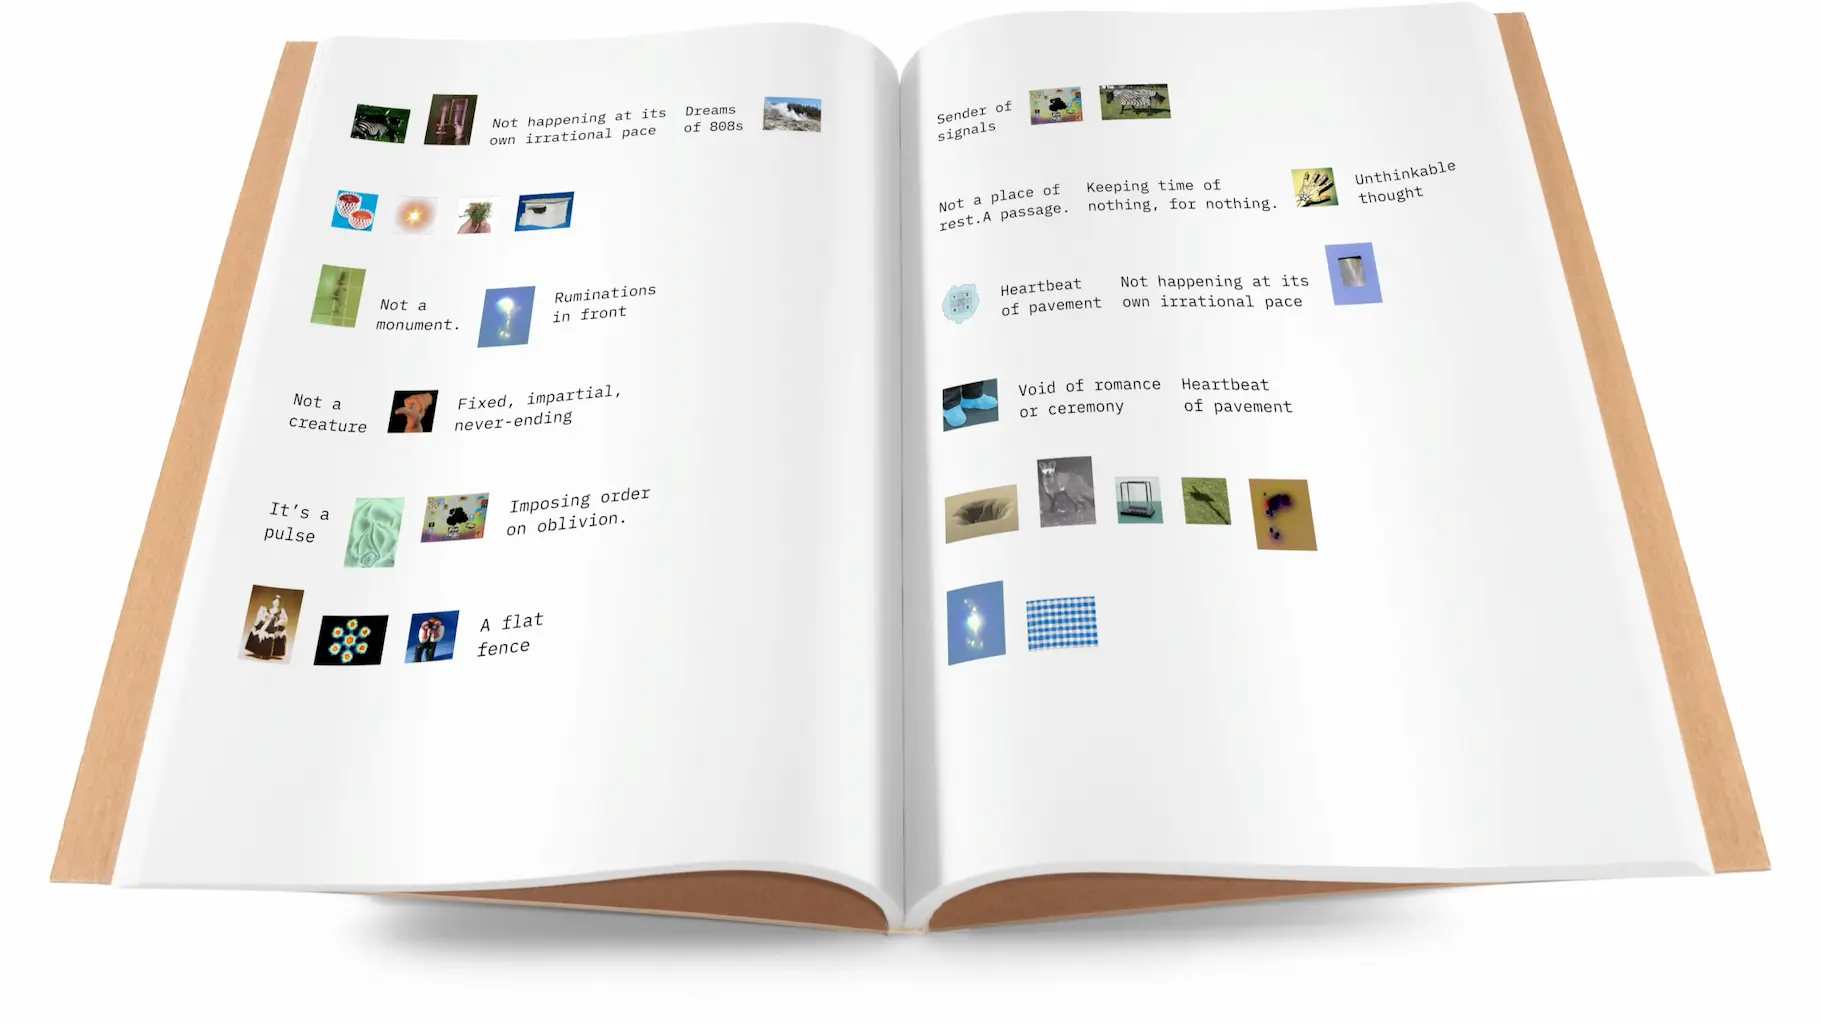 Not happening at its
own irrational pace
Dreams
of 808s
Not a
monument.
Ruminations
in front
Not a
creature
Fixed, impartial,
never-ending
It's a
pulse
Imposing order
on oblivion.
A flat
fence
Sender of
signals
Not a place of
rest.A passage.
Keeping time of
nothing, for nothing.
Unthinkable
thought
Heartbeat
of pavement
Not happening at its
own irrational pace
Void of romance
or ceremony
Heartbeat
of pavement